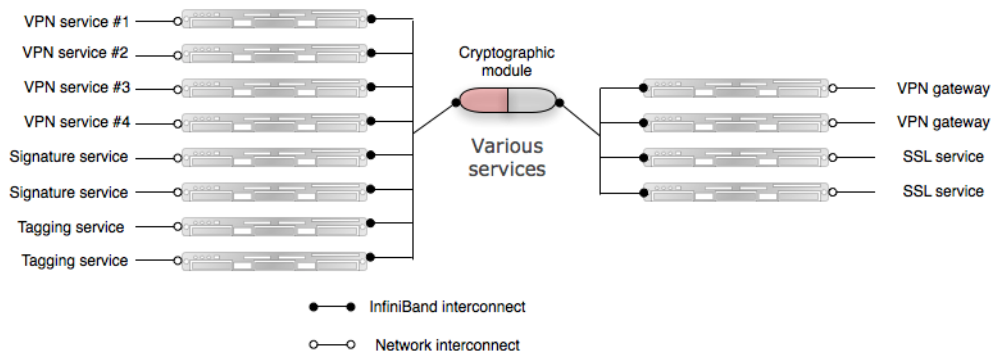 VPN service #1
VPN service #2
VPN service #3
VPN service #4
Signature service
Signature service
Tagging service
Tagging service
Cryptographic
module
Various
services
VPN gateway
VPN gateway
SSL service
SSL service
InfiniBand interconnect
Network interconnect